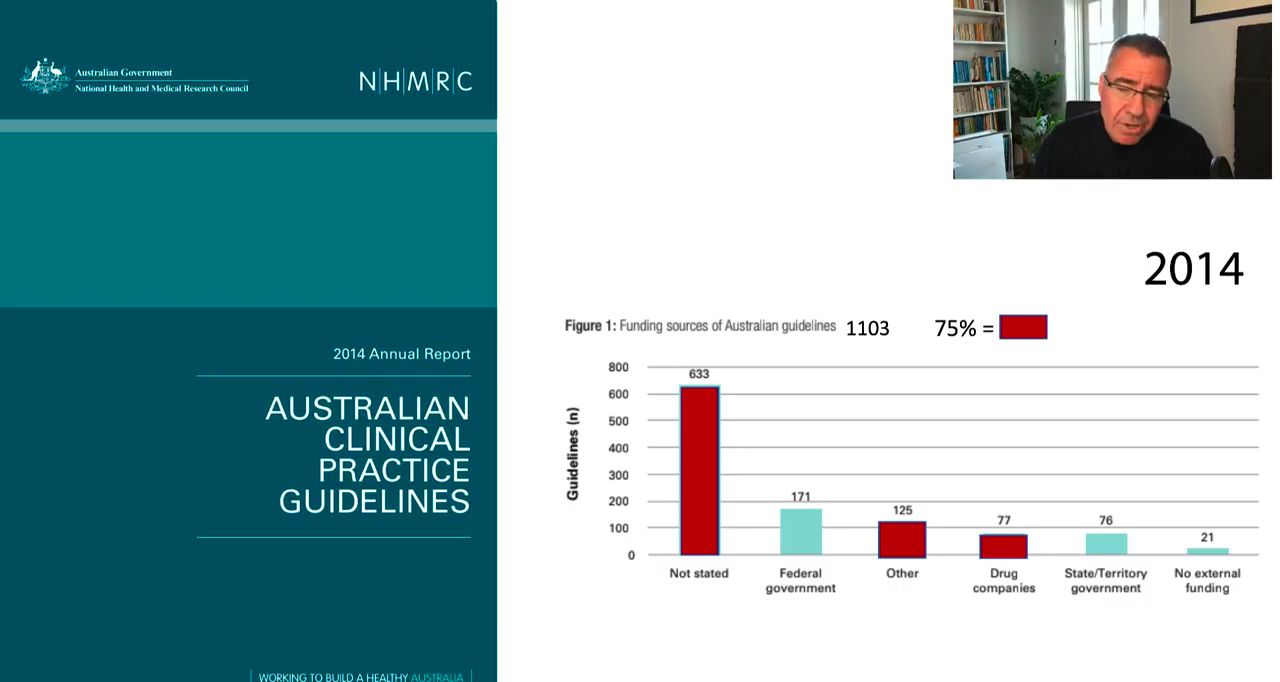 Australian Government
National Health and Medical Research Council
NHMRC
2014 Annual Report
AUSTRALIAN
CLINICAL
PRACTICE
GUIDELINES
WORKING TO BUILD A HEALTHY AUSTRALIA
2014
Figure 1: Funding sources of Australian guidelines 1103 75% =
Guidelines (n)
800
600
500
400
300
200
100
0
633
171
125
77
76
21
Not stated
Federal
government
Other
Drug
companies
State/Territory
government
No external
funding